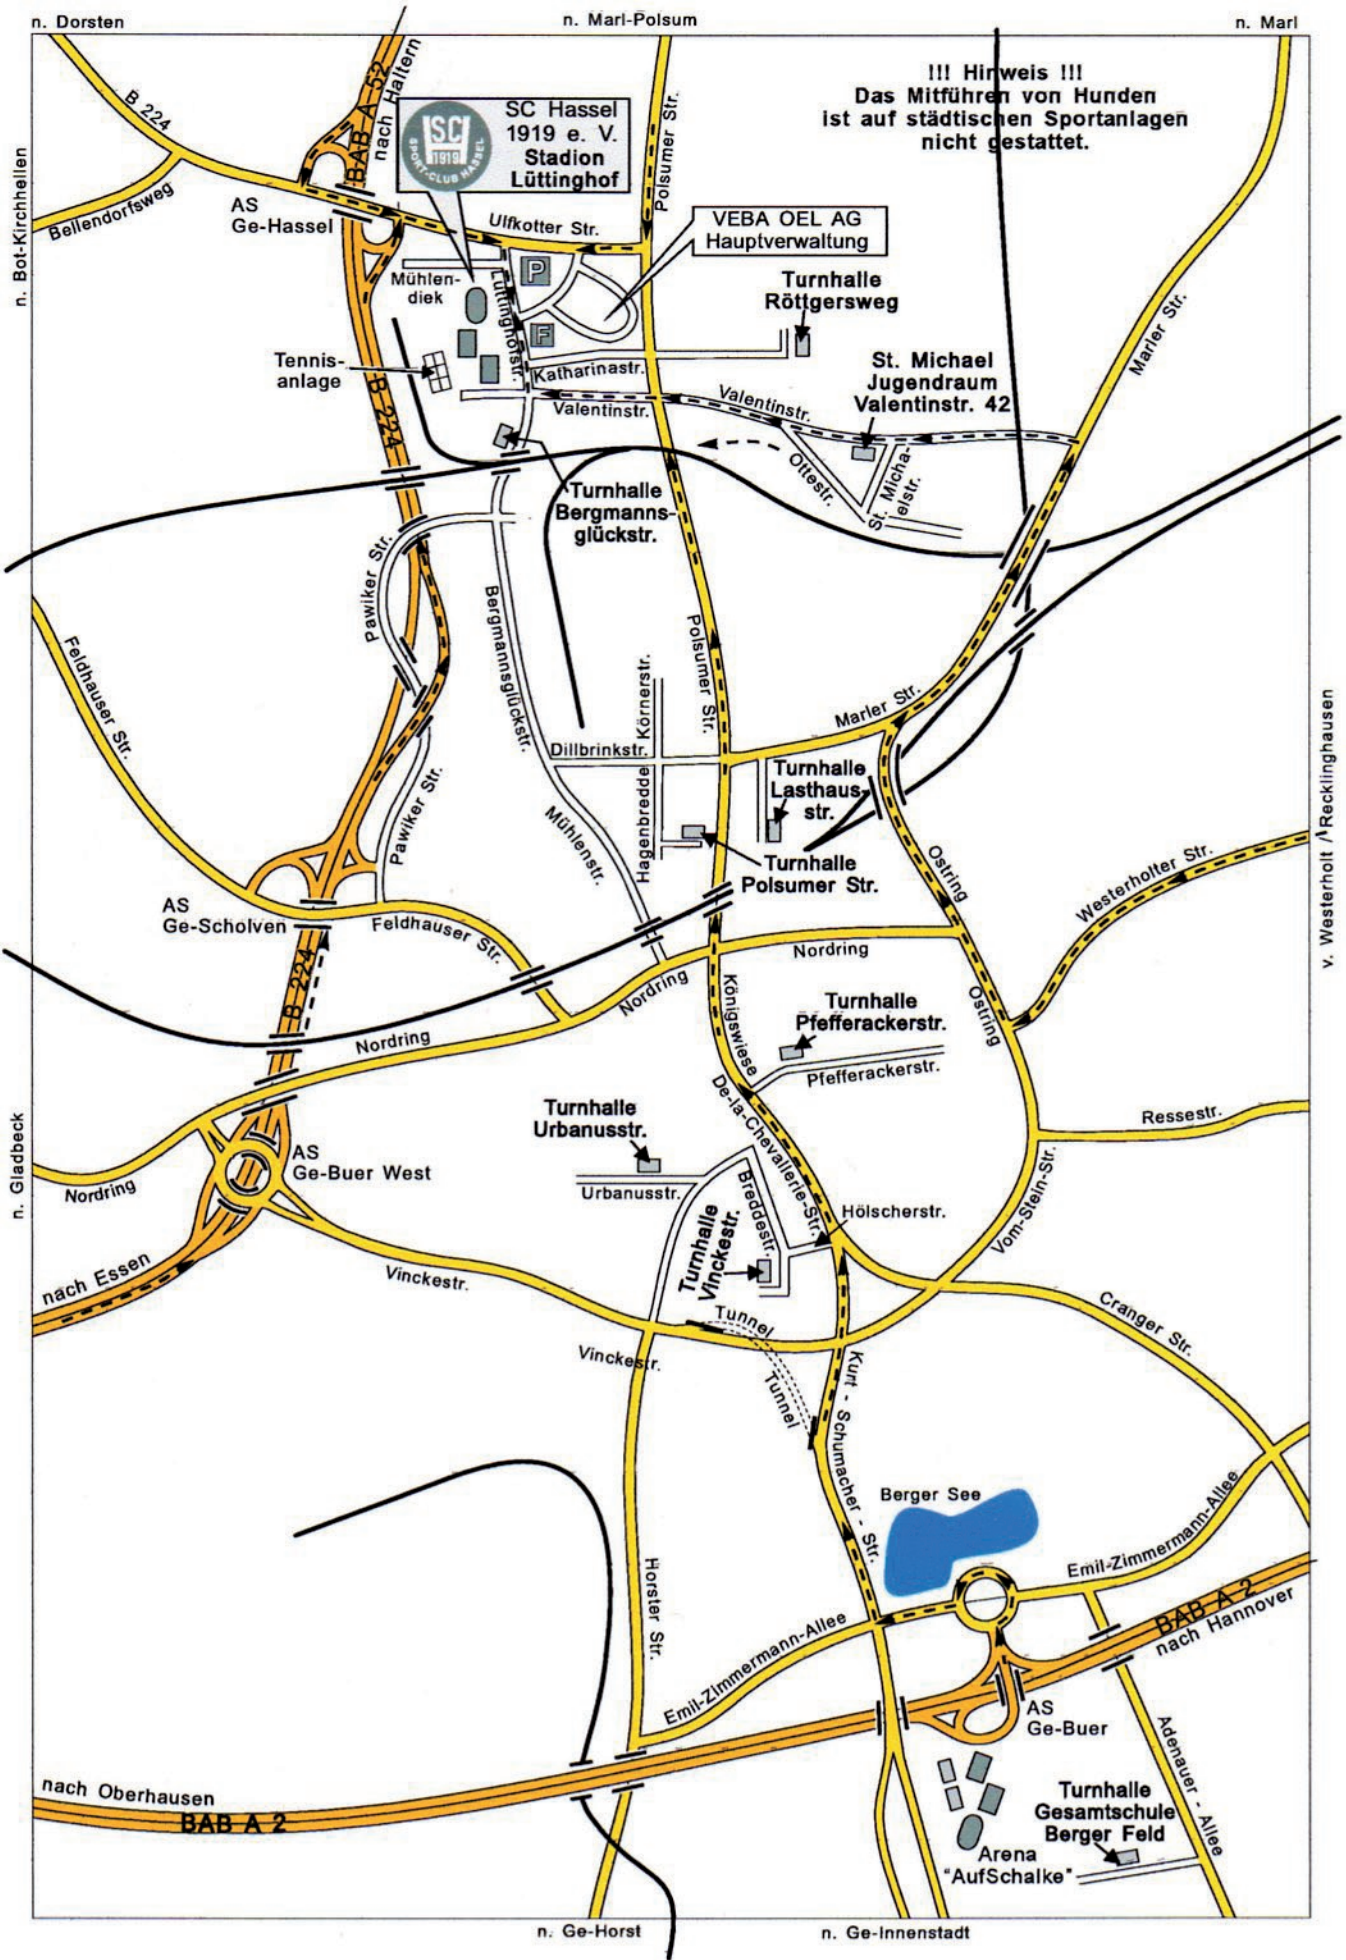 n. Dorsten
n. Marl-Polsum
n. Marl
B 224
BAB A 52
nach Haltern
SC Hassel
1919 e. V.
Stadion
Lüttinghof
SC
1919
SPORT-CLUB HASSEL
Polsumer Str.
!!! Hinweis !!!
Das Mitführen von Hunden
ist auf städtischen Sportanlagen
nicht gestattet.
n. Bot-Kirchhellen
Bellendorfsweg
AS
Ge-Hassel
Ulfkotter Str.
VEBA OEL AG
Hauptverwaltung
Mühlen-
diek
P
F
Lüttinghofstr.
Turnhalle
Röttgersweg
Marler Str.
Tennis-
anlage
Katharinastr.
St. Michael
Jugendraum
Valentinstr. 42
B 224
Valentinstr.
Valentinstr.
Ottestr.
St. Micha-
elstr.
Turnhalle
Bergmanns-
glückstr.
Pawiker Str.
Bergmannsglückstr.
Feldhauser Str.
Körnerstr.
Polsumer Str.
Marler Str.
Dillbrinkstr.
Hagenbredde
Turnhalle
Lasthaus-
str.
Pawiker Str.
Mühlenstr.
Turnhalle
Polsumer Str.
Ostring
Westerholter Str.
v. Westerholt / Recklinghausen
AS
Ge-Scholven
Feldhauser Str.
B 224
Nordring
Nordring
Nordring
Königswiese
Turnhalle
Pfefferackerstr.
Pfefferackerstr.
Ostring
De-la-Chevallerie-Str.
Turnhalle
Urbanusstr.
Urbanusstr.
Ressestr.
n. Gladbeck
Nordring
AS
Ge-Buer West
Breddestr.
Turnhalle
Vinckestr.
Hölscherstr.
Vom-Stein-Str.
nach Essen
Vinckestr.
Vinckestr.
Tunnel
Tunnel
Cranger Str.
Kurt - Schumacher - Str.
Berger See
Emil-Zimmermann-Allee
Emil-Zimmermann-Allee
Horster Str.
BAB A 2
nach Hannover
AS
Ge-Buer
Adenauer - Allee
nach Oberhausen
BAB A 2
Turnhalle
Gesamtschule
Berger Feld
Arena
"AufSchalke"
n. Ge-Horst
n. Ge-Innenstadt